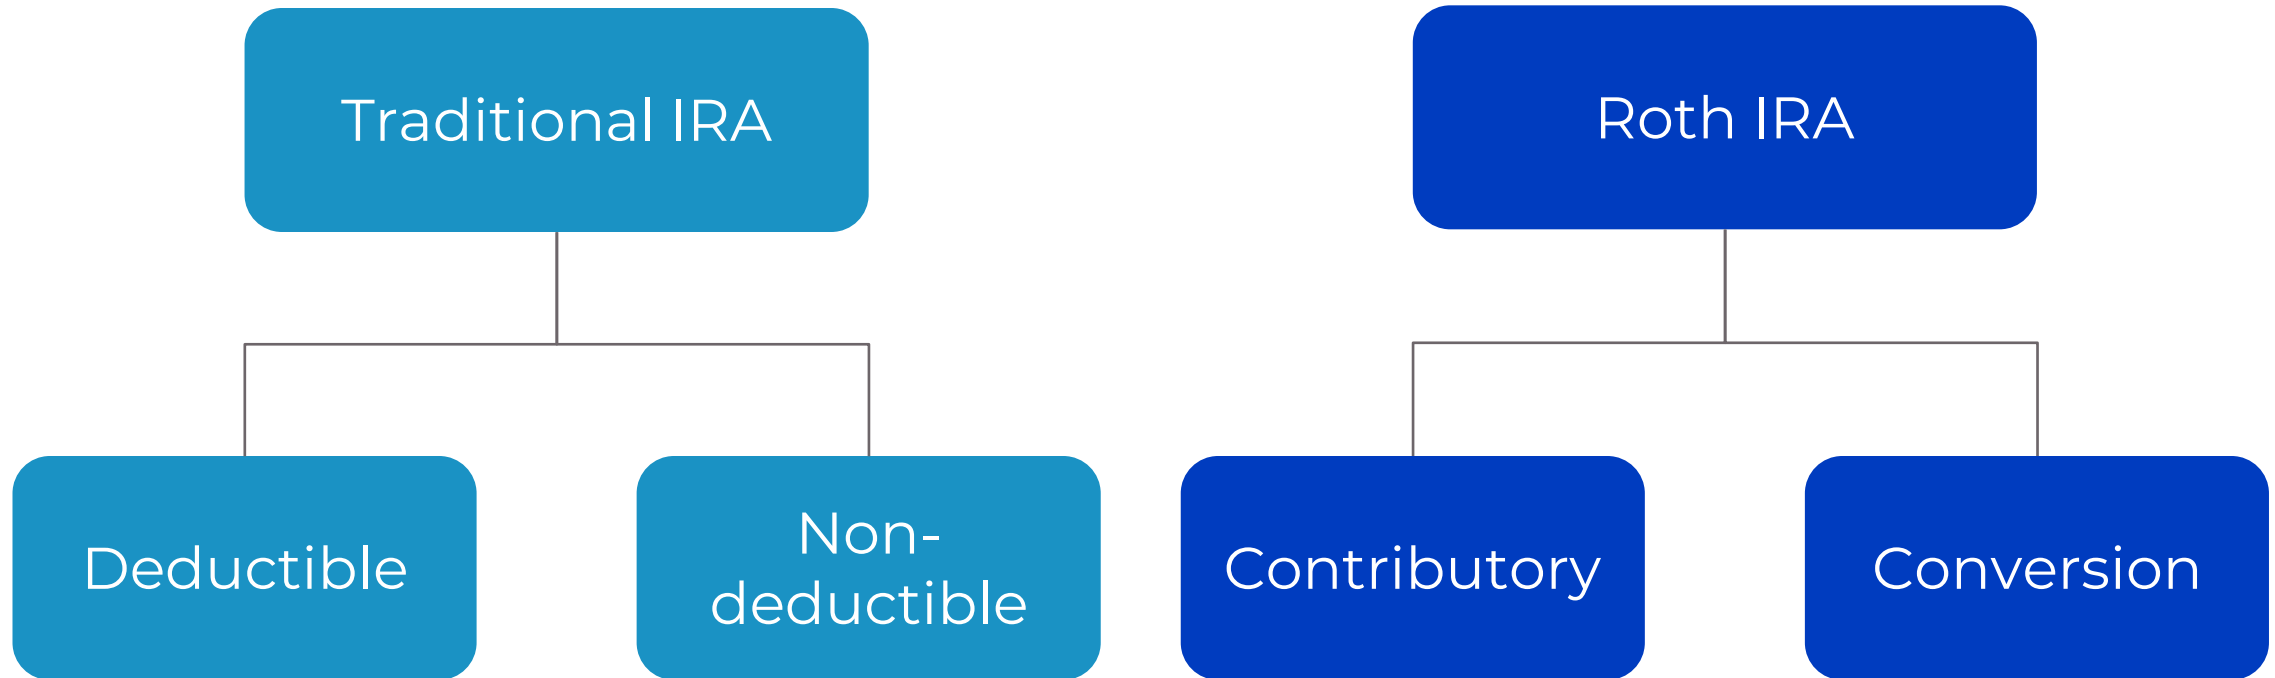 Traditional IRA
Roth IRA
Deductible
Non-
deductible
Contributory
Conversion